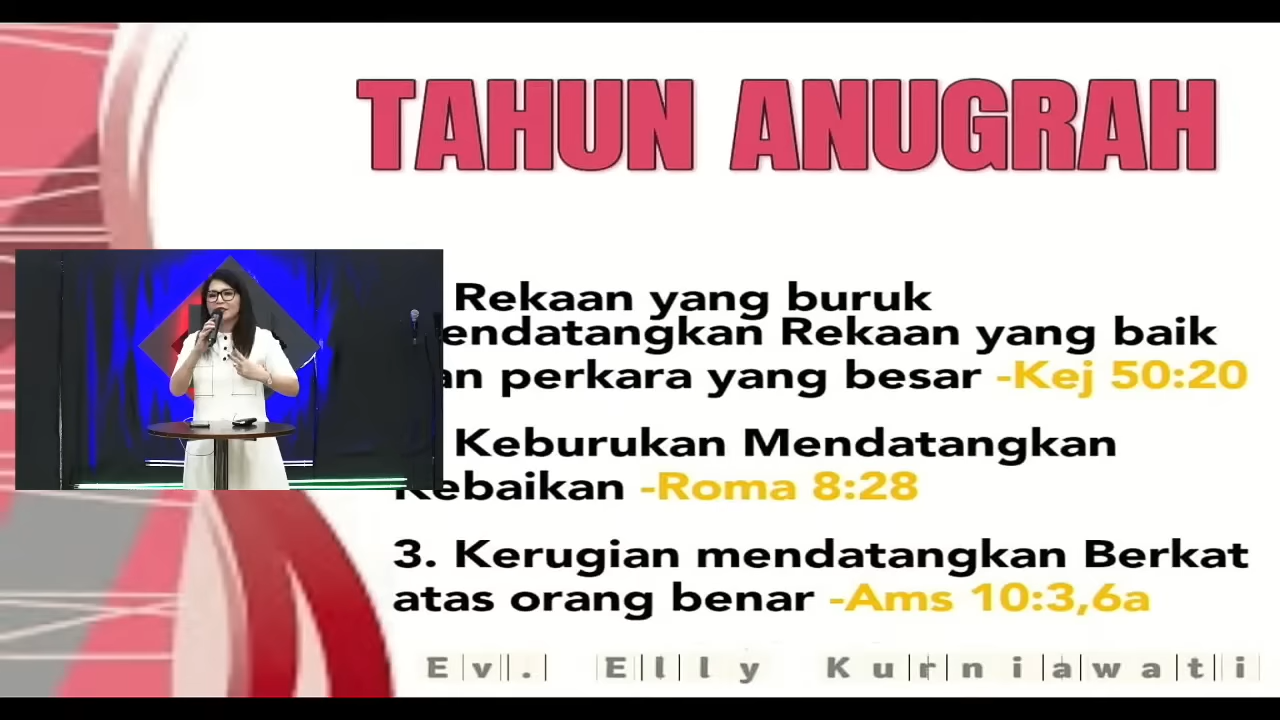 TAHUN ANUGRAH
Rekaan yang buruk
endatangkan Rekaan yang baik
an perkara yang besar -Kej 50:20
Keburukan Mendatangkan
Kebaikan -Roma 8:28
3. Kerugian mendatangkan Berkat
atas orang benar -Ams 10:3,6a
Ev. Elly Kurniawati